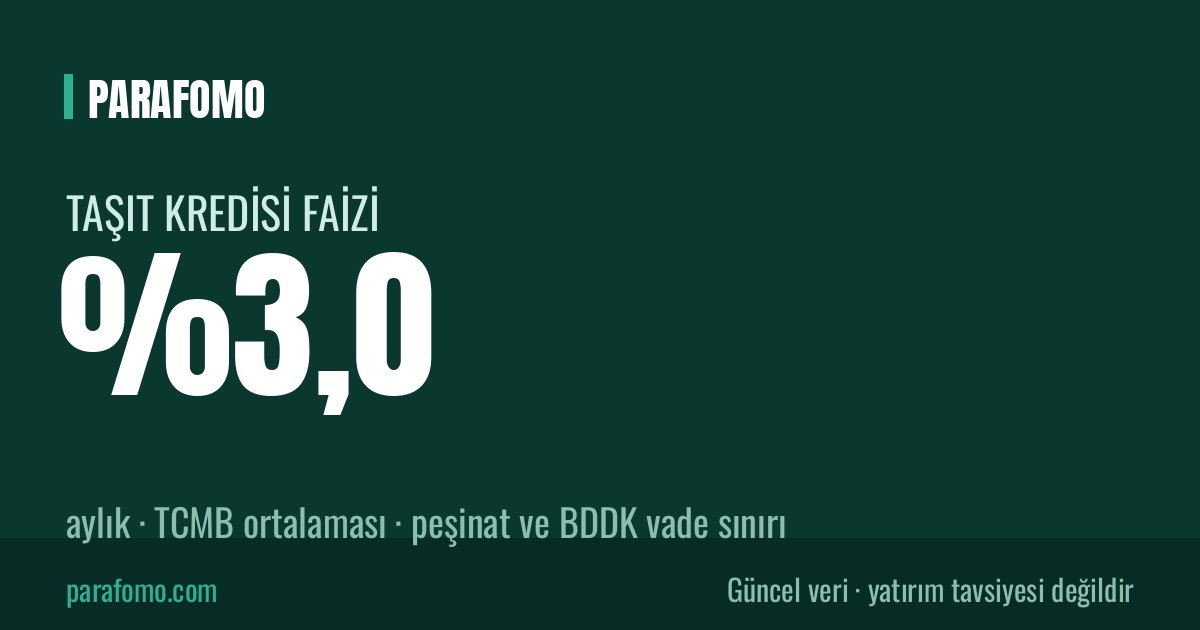 PARAFOMO
TAŞIT KREDİSİ FAİZİ
%3,0
aylık · TCMB ortalaması · peşinat ve BDDK vade sınırı
parafomo.com
Güncel veri · yatırım tavsiyesi değildir